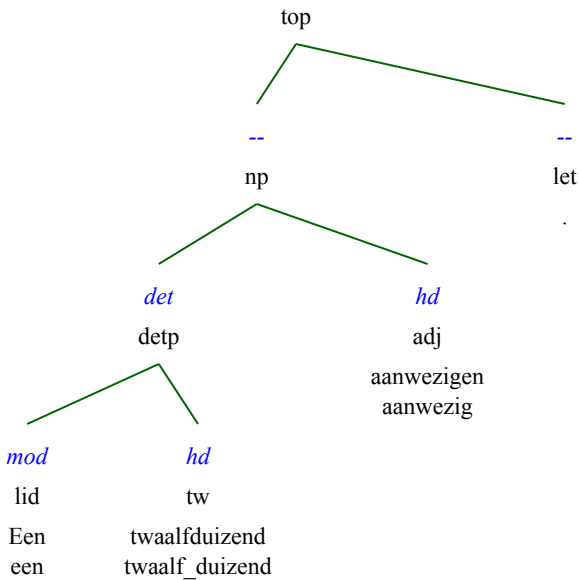 top
-- --
np let
.
det hd
detp adj
aanwezigen
aanwezig
mod hd
lid tw
Een twaalfduizend
een twaalf_duizend